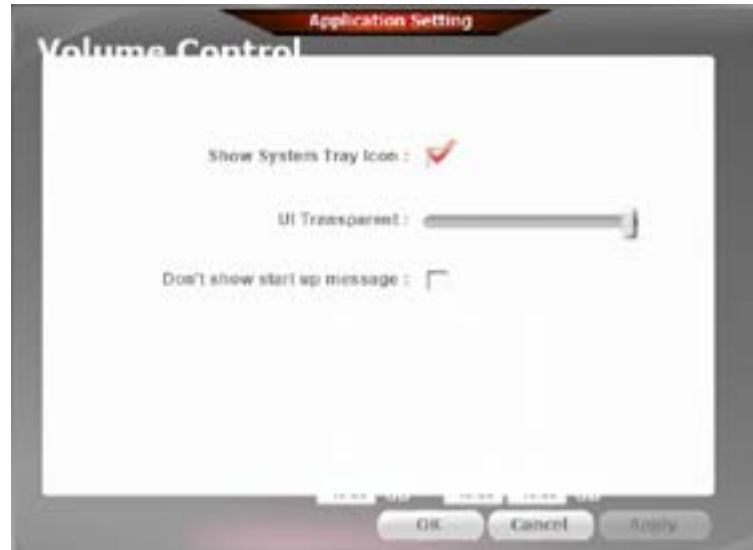 Application Setting
Volume Control
Show System Tray Icon :
UI Transparent :
Don't show start up message :
OK Cancel Apply